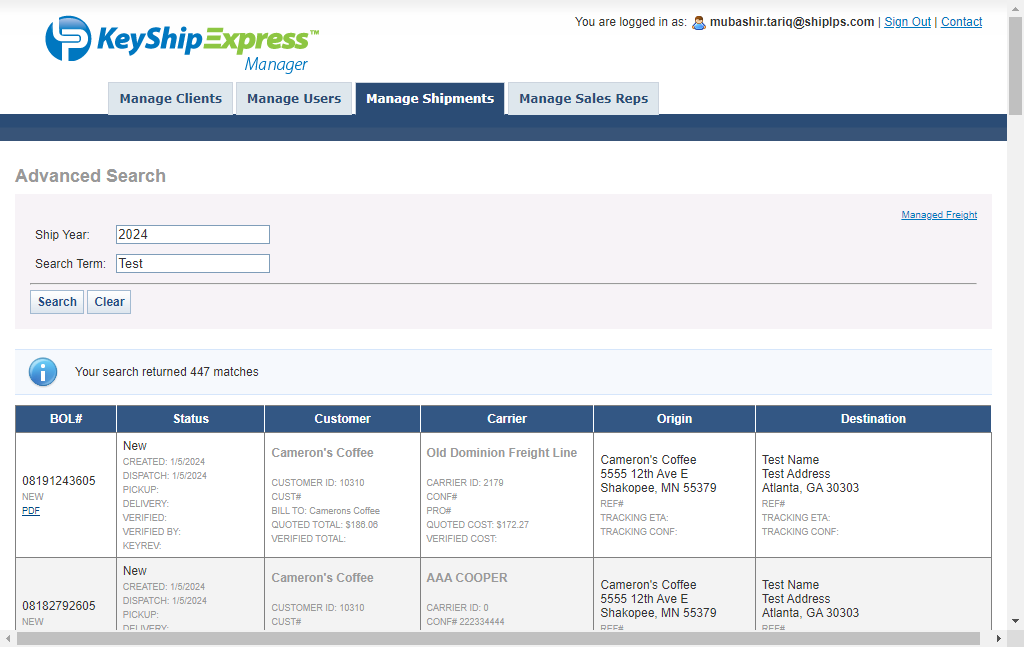 You are logged in as: mubashir.tariq@shiplps.com | Sign Out | Contact
KeyShipExpress™
Manager
Manage Clients Manage Users Manage Shipments Manage Sales Reps
Advanced Search
Managed Freight
Ship Year: 2024
Search Term: Test
Search Clear
Your search returned 447 matches
BOL# Status Customer Carrier Origin Destination
08191243605
NEW
PDF
New
CREATED: 1/5/2024
DISPATCH: 1/5/2024
PICKUP:
DELIVERY:
VERIFIED:
VERIFIED BY:
KEYREV:
Cameron's Coffee
CUSTOMER ID: 10310
CUST#
BILL TO: Camerons Coffee
QUOTED TOTAL: $186.06
VERIFIED TOTAL:
Old Dominion Freight Line
CARRIER ID: 2179
CONF#
PRO#
QUOTED COST: $172.27
VERIFIED COST:
Cameron's Coffee
5555 12th Ave E
Shakopee, MN 55379
REF#
TRACKING ETA:
TRACKING CONF:
Test Name
Test Address
Atlanta, GA 30303
REF#
TRACKING ETA:
TRACKING CONF:
08182792605
NEW
New
CREATED: 1/5/2024
DISPATCH: 1/5/2024
PICKUP:
DELIVERY:
Cameron's Coffee
CUSTOMER ID: 10310
CUST#
AAA COOPER
CARRIER ID: 0
CONF# 222334444
Cameron's Coffee
5555 12th Ave E
Shakopee, MN 55379
REF#
Test Name
Test Address
Atlanta, GA 30303
REF#